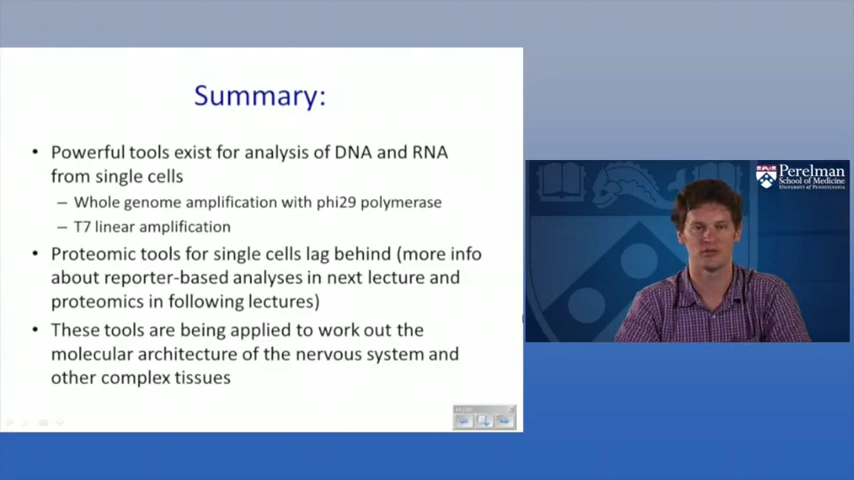 Summary:
• Powerful tools exist for analysis of DNA and RNA
from single cells
– Whole genome amplification with phi29 polymerase
– T7 linear amplification
• Proteomic tools for single cells lag behind (more info
about reporter-based analyses in next lecture and
proteomics in following lectures)
• These tools are being applied to work out the
molecular architecture of the nervous system and
other complex tissues
Perelman
School of Medicine
University of Pennsylvania